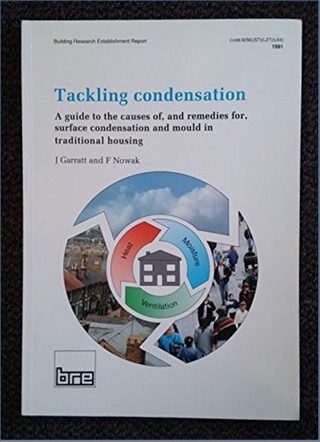 Building Research Establishment Report
1991
Tackling condensation
A guide to the causes of, and remedies for,
surface condensation and mould in
traditional housing
J Garratt and F Nowak
Heat
Moisture
Ventilation
bre